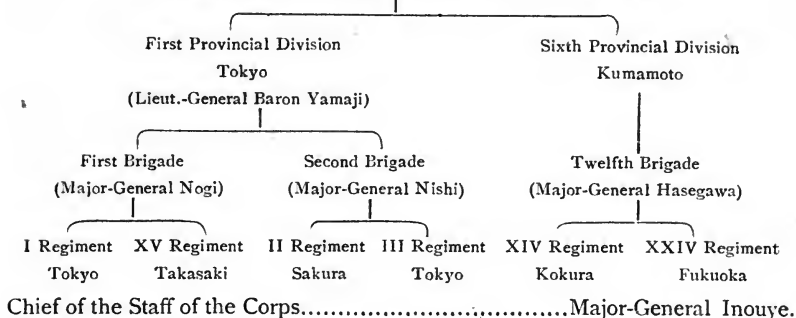 First Provincial Division Sixth Provincial Division
Tokyo Kumamoto
(Lieut.-General Baron Yamaji)
First Brigade Second Brigade Twelfth Brigade
(Major-General Nogi) (Major-General Nishi) (Major-General Hasegawa)
I Regiment XV Regiment II Regiment III Regiment XIV Regiment XXIV Regiment
Tokyo Takasaki Sakura Tokyo Kokura Fukuoka
Chief of the Staff of the Corps.................................Major-General Inouye.